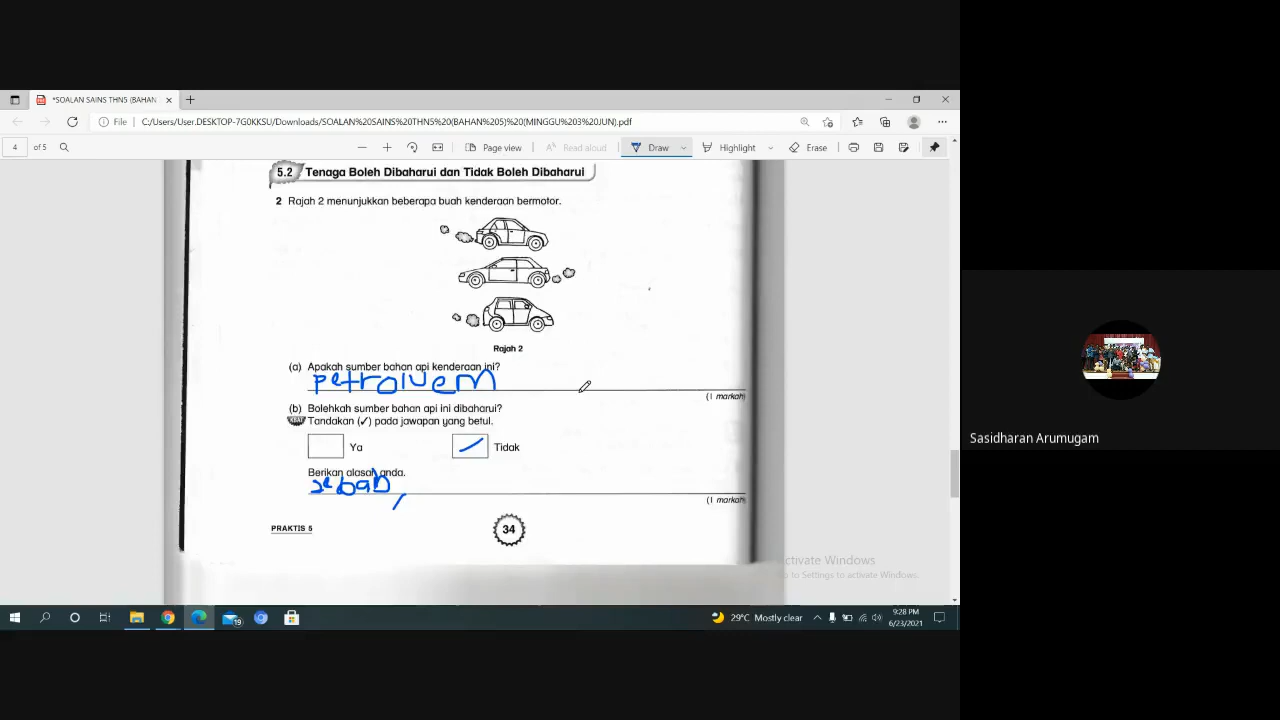 *SOALAN SAINS THN5 (BAHAN
File
C:/Users/User.DESKTOP-7G0KKSU/Downloads/SOALAN%20SAINS%20THN5%20(BAHAN%205)%20(MINGGU%203%20JUN).pdf
4 of 5
Page view
Read aloud
Draw
Highlight
Erase
5.2 Tenaga Boleh Dibaharui dan Tidak Boleh Dibaharui
2 Rajah 2 menunjukkan beberapa buah kenderaan bermotor.
Rajah 2
(a) Apakah sumber bahan api kenderaan ini?
petroluem
(1 markah)
(b) Bolehkah sumber bahan api ini dibaharui?
Tandakan (✓) pada jawapan yang betul.
Ya
Tidak
Berikan alasan anda.
sebab
(1 markah)
PRAKTIS 5
34
Sasidharan Arumugam
ctivate Windows
to Settings to activate Windows.
19
29°C Mostly clear
9:28 PM
6/23/2021